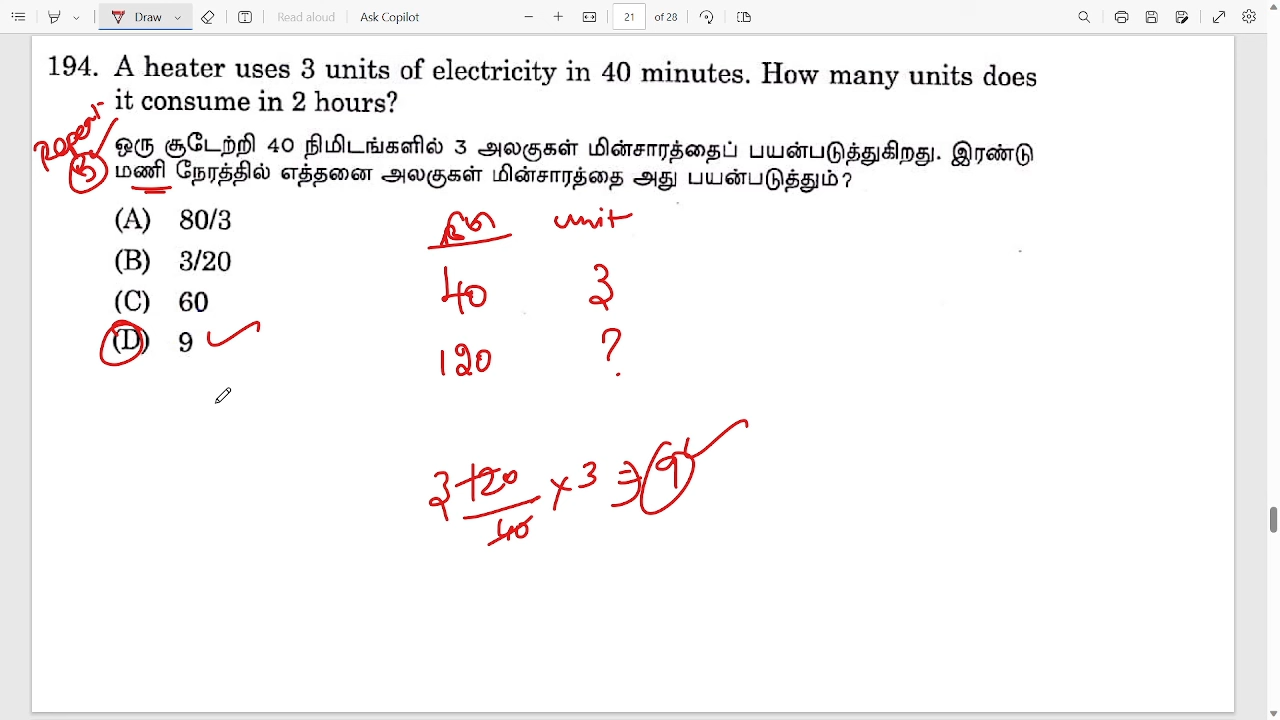 Draw
Read aloud
Ask Copilot
21
of 28
194. A heater uses 3 units of electricity in 40 minutes. How many units does
it consume in 2 hours?
Repeat
ஒரு சூடேற்றி 40 நிமிடங்களில் 3 அலகுகள் மின்சாரத்தைப் பயன்படுத்துகிறது. இரண்டு
மணி நேரத்தில் எத்தனை அலகுகள் மின்சாரத்தை அது பயன்படுத்தும்?
(A) 80/3
(B) 3/20
(C) 60
(D) 9
unit
40 3
120 ?
3 120
40
× 3 ⇒ 9